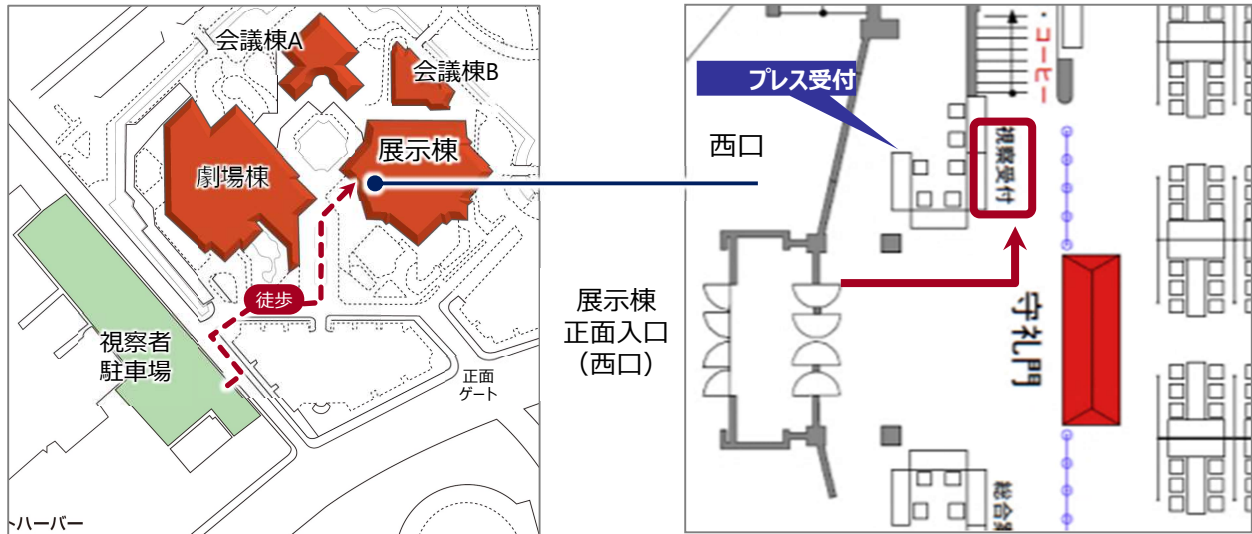 会議棟A
会議棟B
展示棟
劇場棟
徒歩
視察者
駐車場
正面
ゲート
トハーバー
西口
展示棟
正面入口
(西口)
プレス受付
・コーヒー
視察受付
守礼門
総合